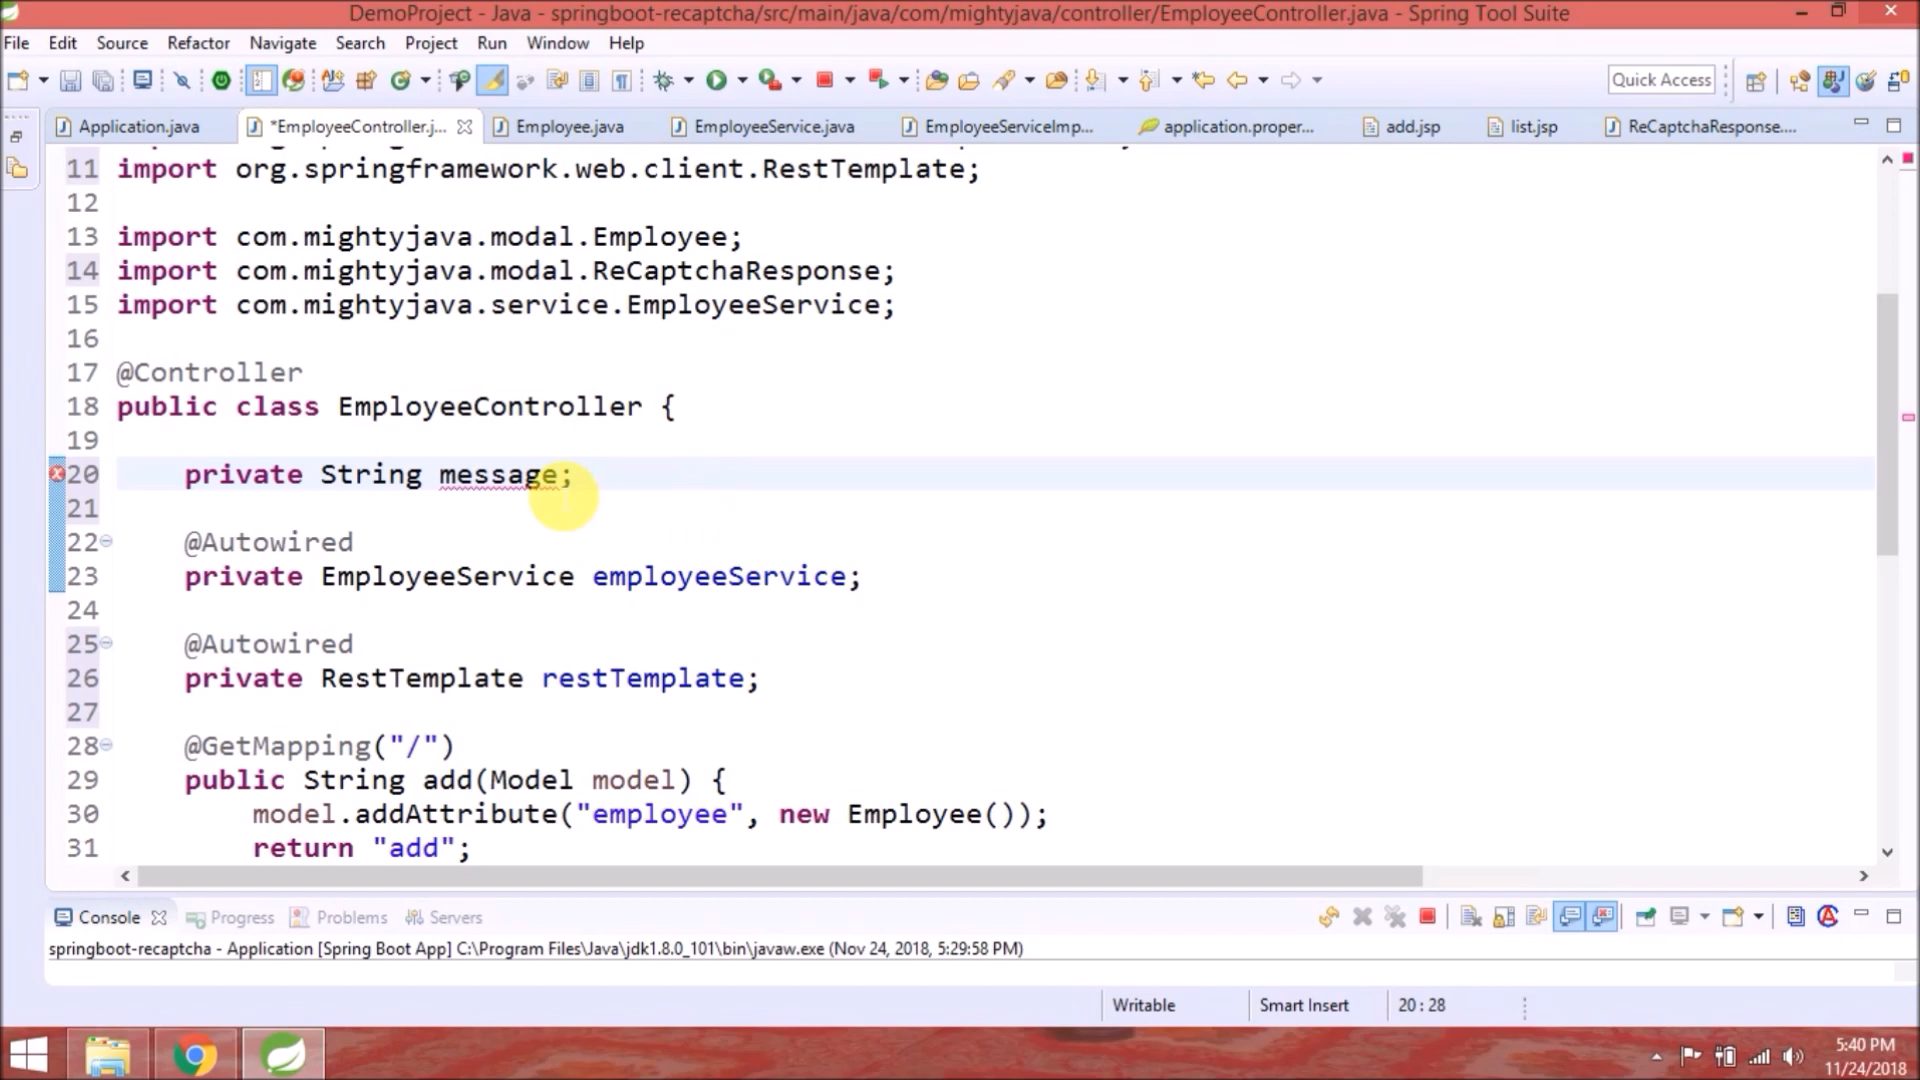 DemoProject - Java - springboot-recaptcha/src/main/java/com/mightyjava/controller/EmployeeController.java - Spring Tool Suite
File Edit Source Refactor Navigate Search Project Run Window Help
Quick Access
Application.java *EmployeeController.j... Employee.java EmployeeService.java EmployeeServiceImp... application.proper... add.jsp list.jsp ReCaptchaResponse....
11 import org.springframework.web.client.RestTemplate;
12
13 import com.mightyjava.modal.Employee;
14 import com.mightyjava.modal.ReCaptchaResponse;
15 import com.mightyjava.service.EmployeeService;
16
17 @Controller
18 public class EmployeeController {
19
20 private String message;
21
22 @Autowired
23 private EmployeeService employeeService;
24
25 @Autowired
26 private RestTemplate restTemplate;
27
28 @GetMapping("/")
29 public String add(Model model) {
30 model.addAttribute("employee", new Employee());
31 return "add";
Console Progress Problems Servers
springboot-recaptcha - Application [Spring Boot App] C:\Program Files\Java\jdk1.8.0_101\bin\javaw.exe (Nov 24, 2018, 5:29:58 PM)
Writable Smart Insert 20 : 28
5:40 PM
11/24/2018